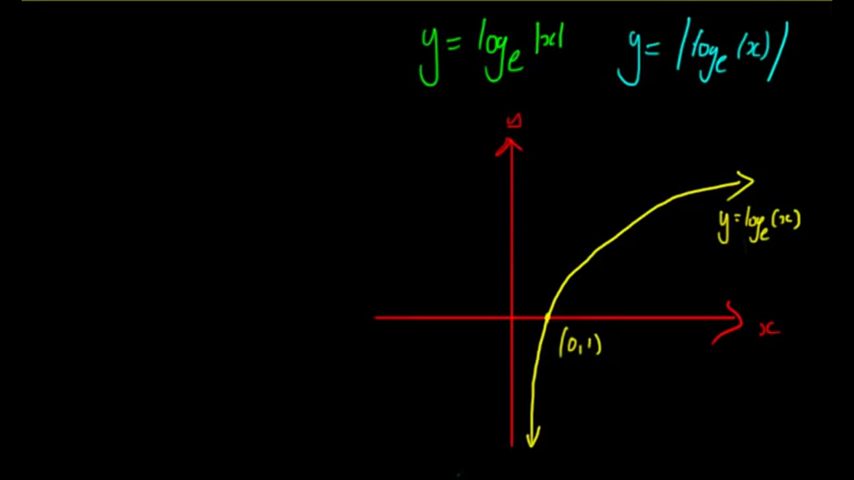 y = logₑ |x|
y = |logₑ (x)|
y
y = logₑ (x)
x
(0,1)